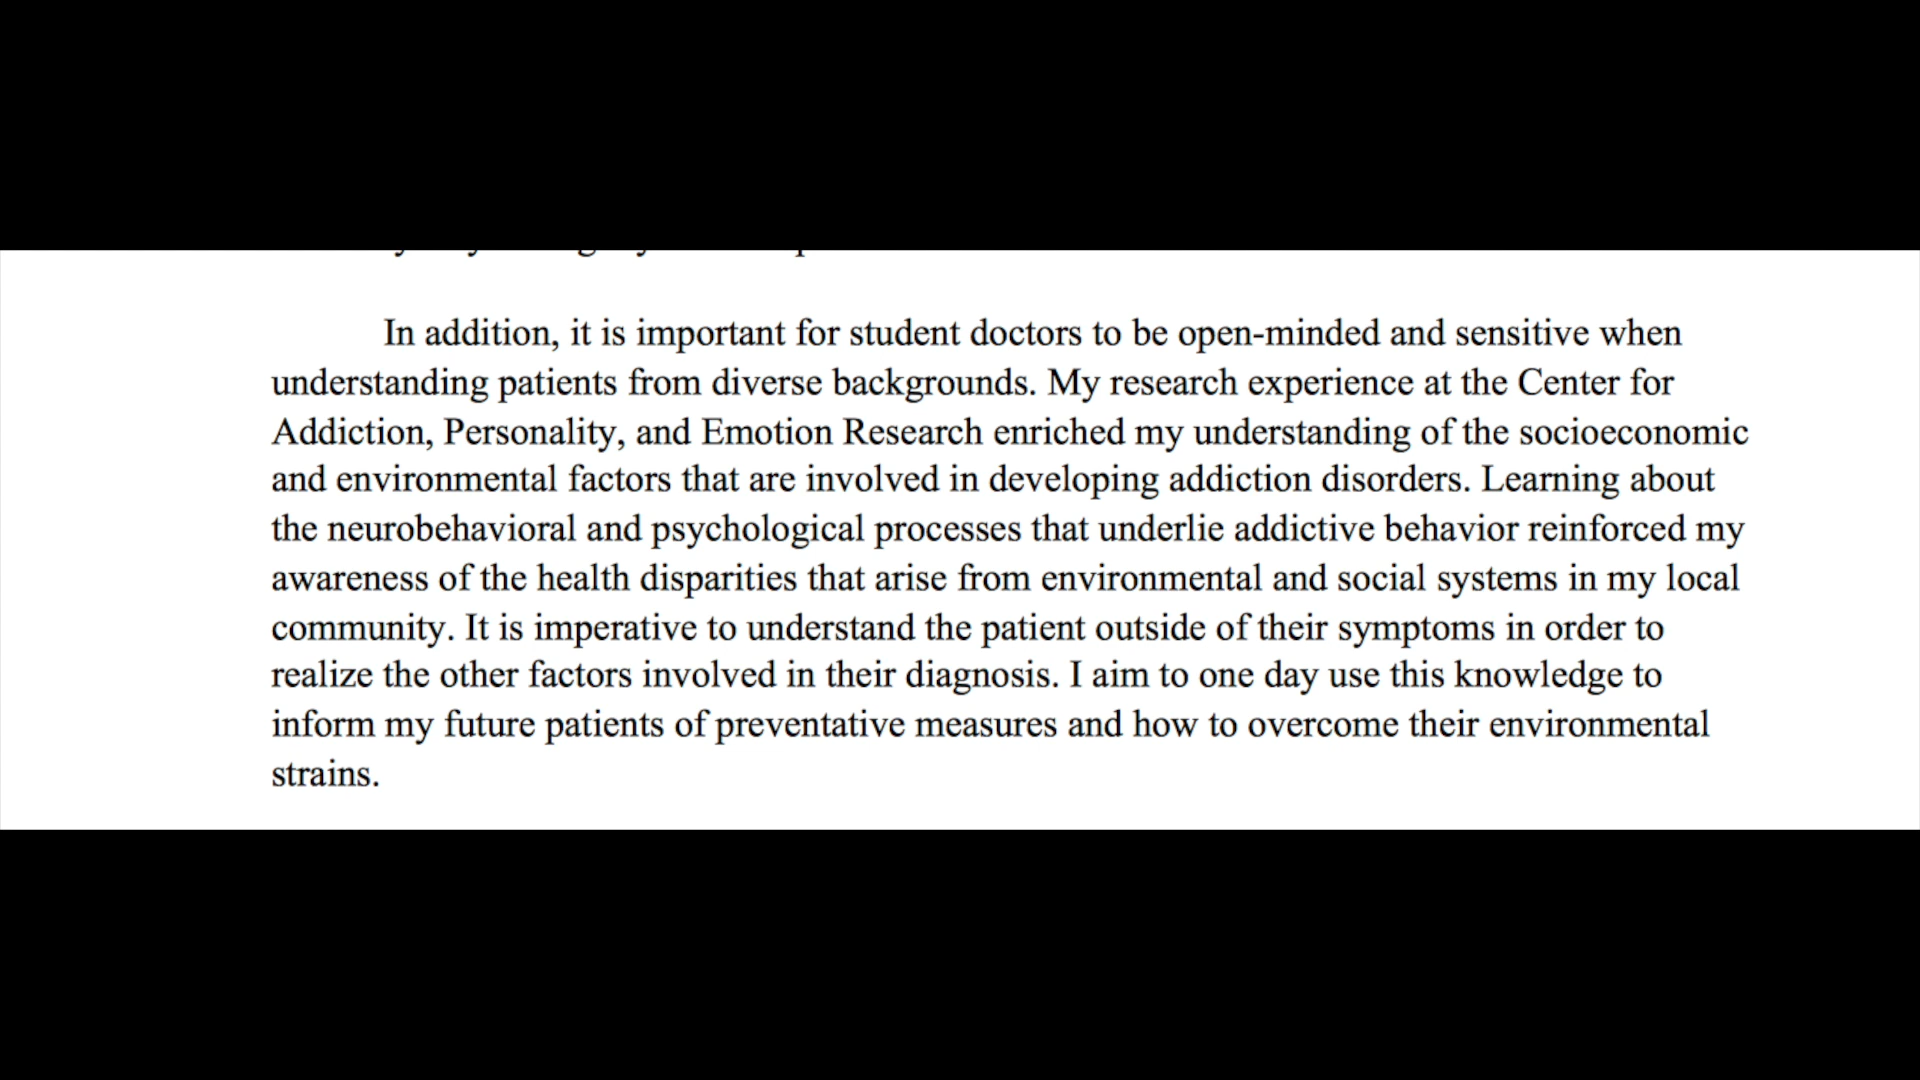 In addition, it is important for student doctors to be open-minded and sensitive when
understanding patients from diverse backgrounds. My research experience at the Center for
Addiction, Personality, and Emotion Research enriched my understanding of the socioeconomic
and environmental factors that are involved in developing addiction disorders. Learning about
the neurobehavioral and psychological processes that underlie addictive behavior reinforced my
awareness of the health disparities that arise from environmental and social systems in my local
community. It is imperative to understand the patient outside of their symptoms in order to
realize the other factors involved in their diagnosis. I aim to one day use this knowledge to
inform my future patients of preventative measures and how to overcome their environmental
strains.